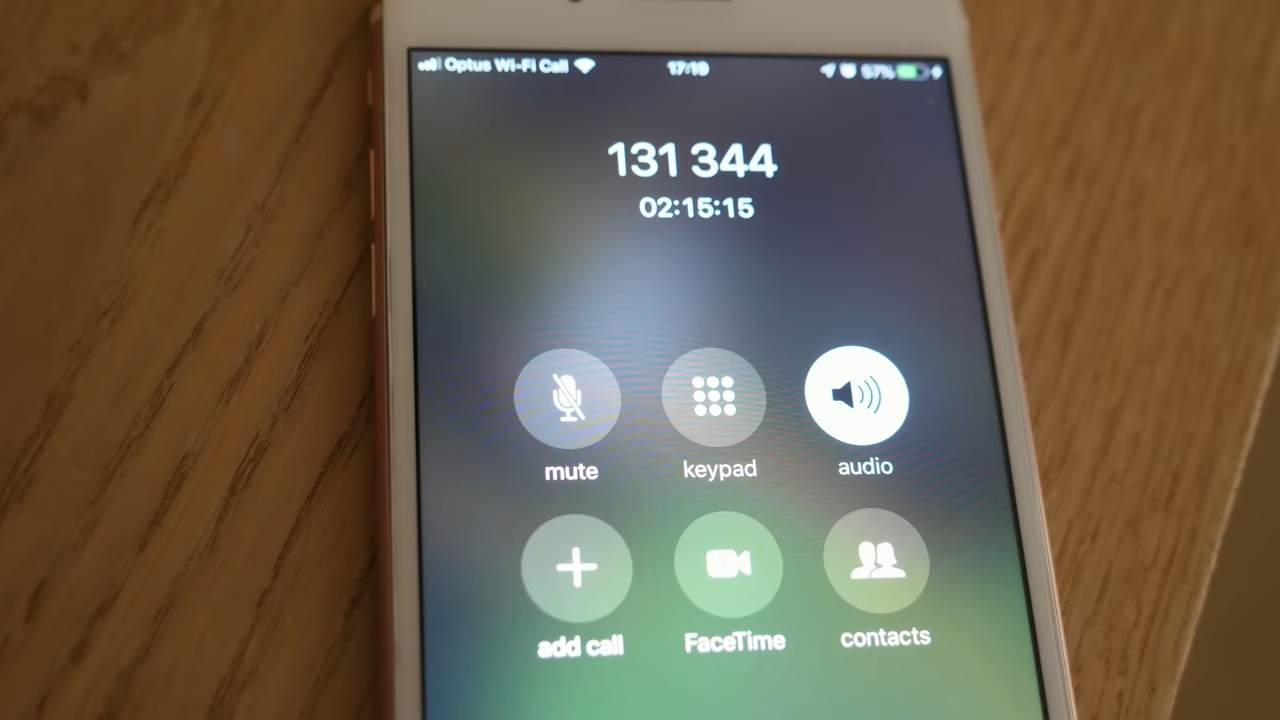 Optus Wi-Fi Call 17:19 57%
131 344
02:15:15
mute keypad audio
add call FaceTime contacts